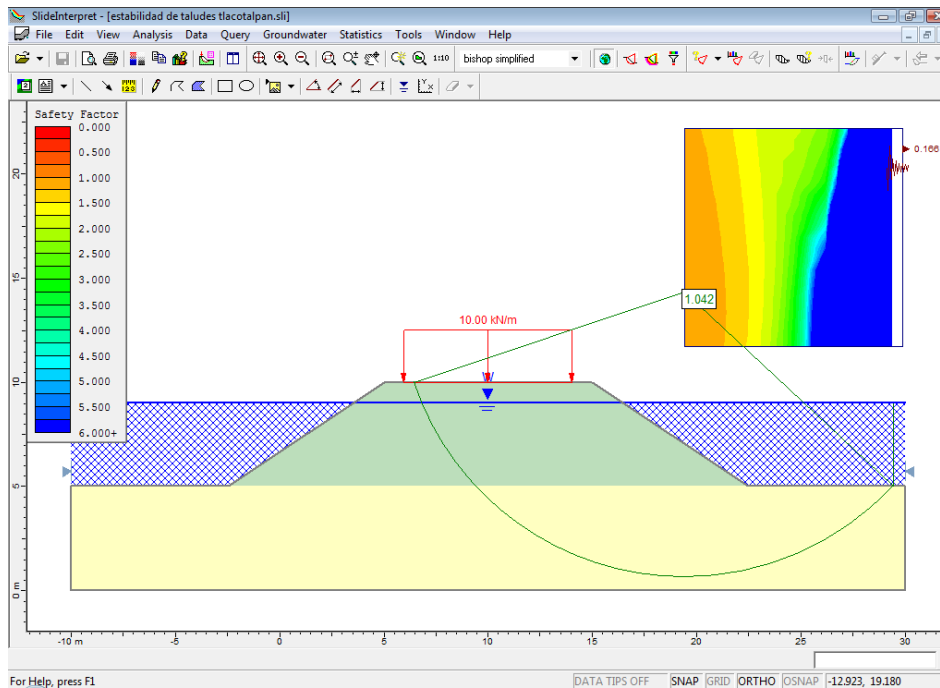 SlideInterpret - [estabilidad de taludes tlacotalpan.sli]
File Edit View Analysis Data Query Groundwater Statistics Tools Window Help
1:10 bishop simplified
Safety Factor
0.000
0.500
1.000
1.500
2.000
2.500
3.000
3.500
4.000
4.500
5.000
5.500
6.000+
0.166
1.042
10.00 kN/m
W
20
15
10
5
0 m
-10 m -5 0 5 10 15 20 25 30
For Help, press F1 DATA TIPS OFF SNAP GRID ORTHO OSNAP -12.923, 19.180